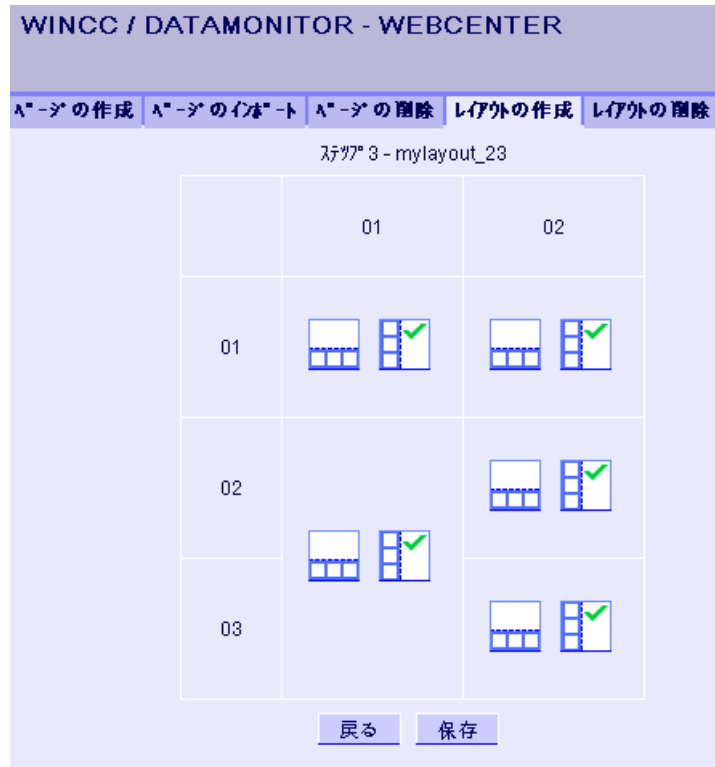 WINCC / DATAMONITOR - WEBCENTER
ﾍﾟｰｼﾞの作成 ﾍﾟｰｼﾞのｲﾝﾎﾟｰﾄ ﾍﾟｰｼﾞの削除 ﾚｲｱｳﾄの作成 ﾚｲｱｳﾄの削除
ｽﾃｯﾌﾟ 3 - mylayout_23
01 02
01
02
03
戻る 保存